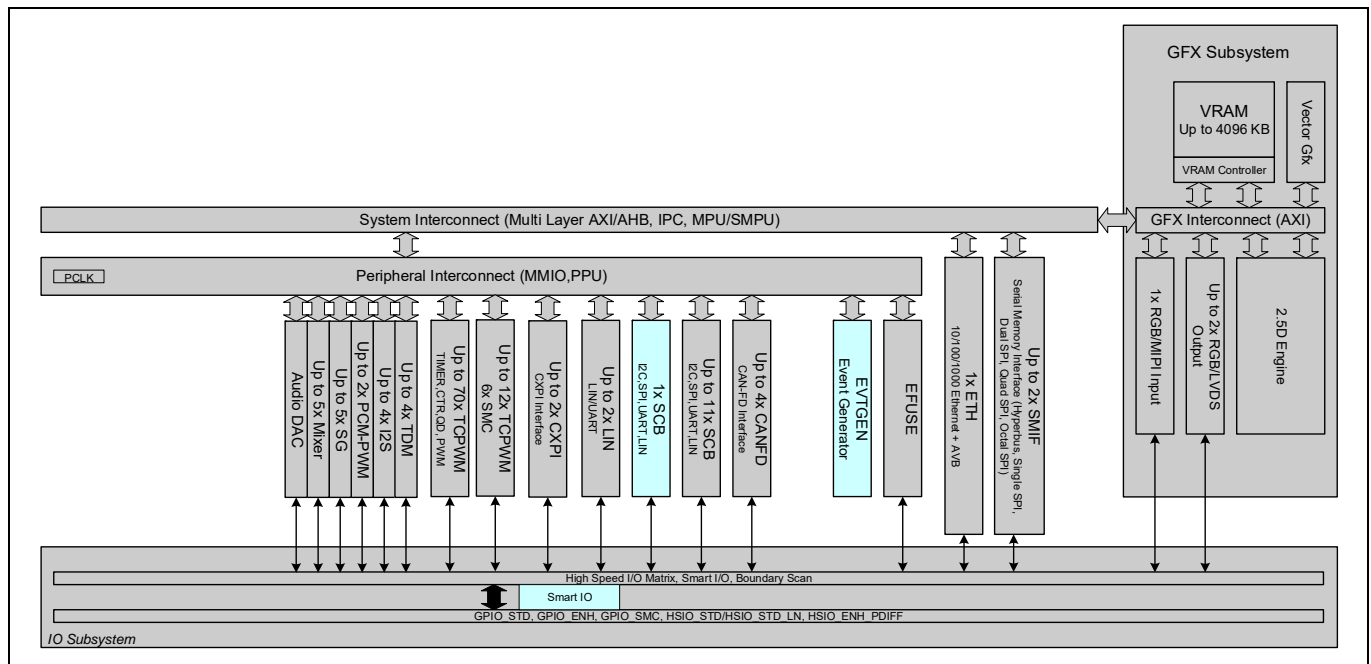 GFX Subsystem
VRAM
Up to 4096 KB
VRAM Controller
Vector Gfx
System Interconnect (Multi Layer AXI/AHB, IPC, MPU/SMPU)
GFX Interconnect (AXI)
PCLK
Peripheral Interconnect (MMIO,PPU)
Audio DAC
Up to 5x Mixer
Up to 5x SG
Up to 2x PCM-PWM
Up to 4x I2S
Up to 4x TDM
Up to 70x TCPWM
TIMER,CTR,QD, PWM
Up to 12x TCPWM
6x SMC
Up to 2x CXPI
CXPI Interface
Up to 2x LIN
LIN/UART
1x SCB
I2C,SPI,UART,LIN
Up to 11x SCB
I2C,SPI,UART,LIN
Up to 4x CANFD
CAN-FD Interface
EVTGEN
Event Generator
EFUSE
1x ETH
10/100/1000 Ethernet + AVB
Up to 2x SMIF
Serial Memory Interface (Hyperbus, Single SPI,
Dual SPI, Quad SPI, Octal SPI)
1x RGB/MIPI Input
Up to 2x RGB/LVDS
Output
2.5D Engine
High Speed I/O Matrix, Smart I/O, Boundary Scan
Smart IO
GPIO_STD, GPIO_ENH, GPIO_SMC, HSIO_STD/HSIO_STD_LN, HSIO_ENH_PDIFF
IO Subsystem